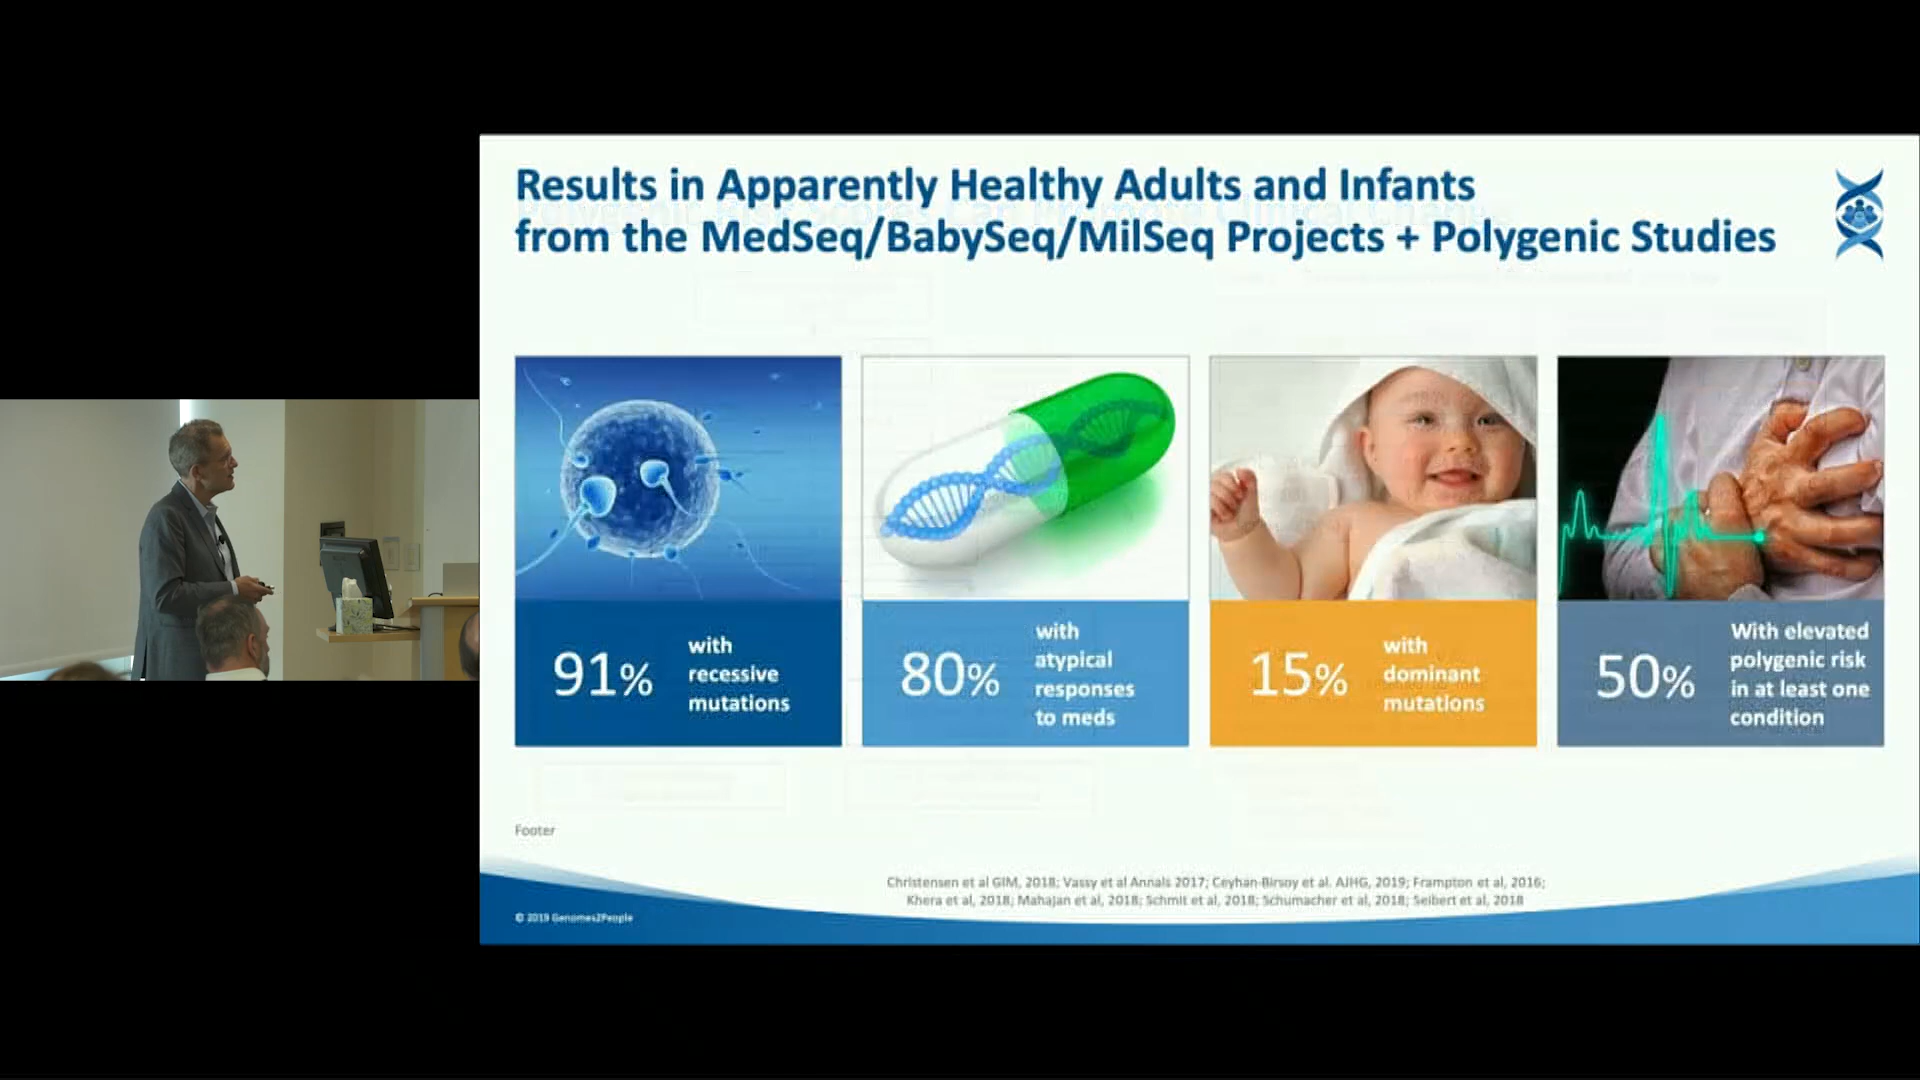 Results in Apparently Healthy Adults and Infants
from the MedSeq/BabySeq/MilSeq Projects + Polygenic Studies
91%
with
recessive
mutations
80%
with
atypical
responses
to meds
15%
with
dominant
mutations
50%
With elevated
polygenic risk
in at least one
condition
Footer
Christensen et al GIM, 2018; Vassy et al Annals 2017; Ceyhan-Birsoy et al. AJHG, 2019; Frampton et al, 2016;
Khera et al, 2018; Mahajan et al, 2018; Schmit et al, 2018; Schumacher et al, 2018; Seibert et al, 2018
© 2019 Genomes2People